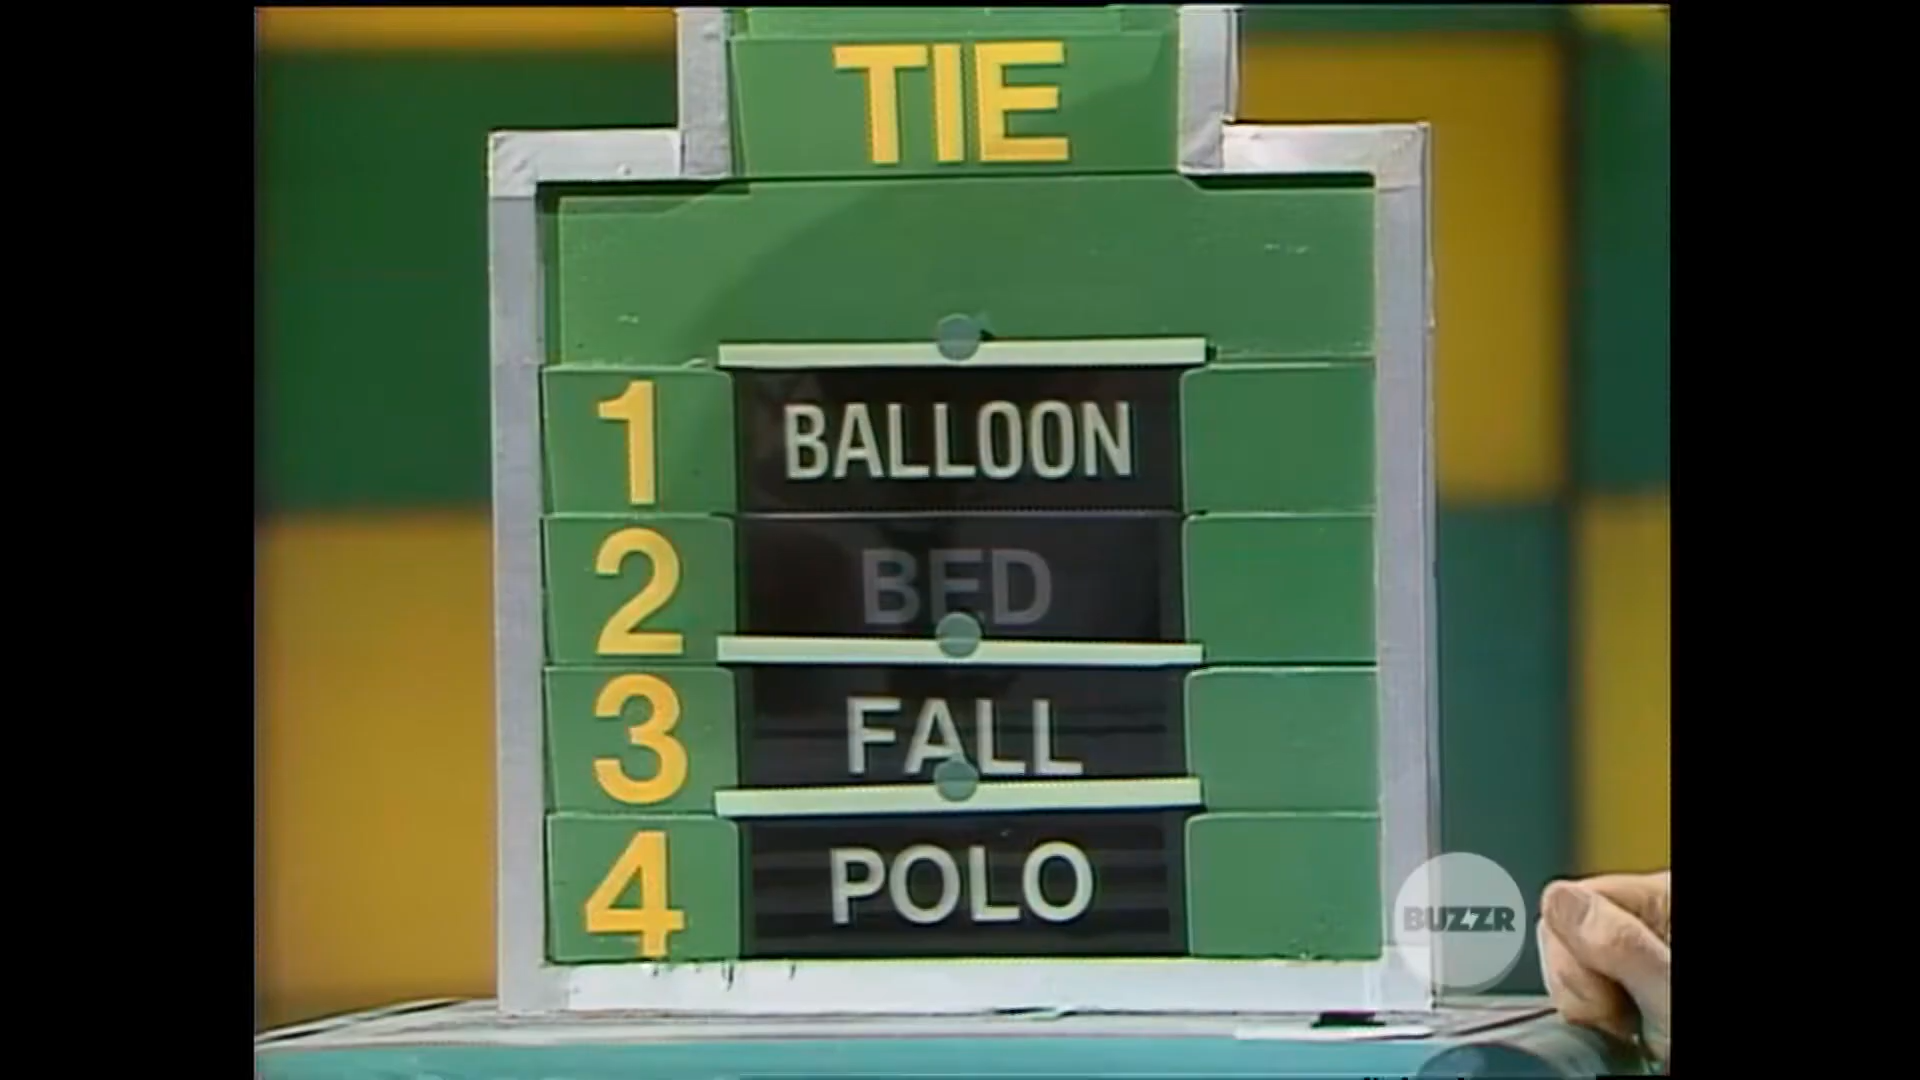 TIE
1 BALLOON
2 BED
3 FALL
4 POLO
BUZZR